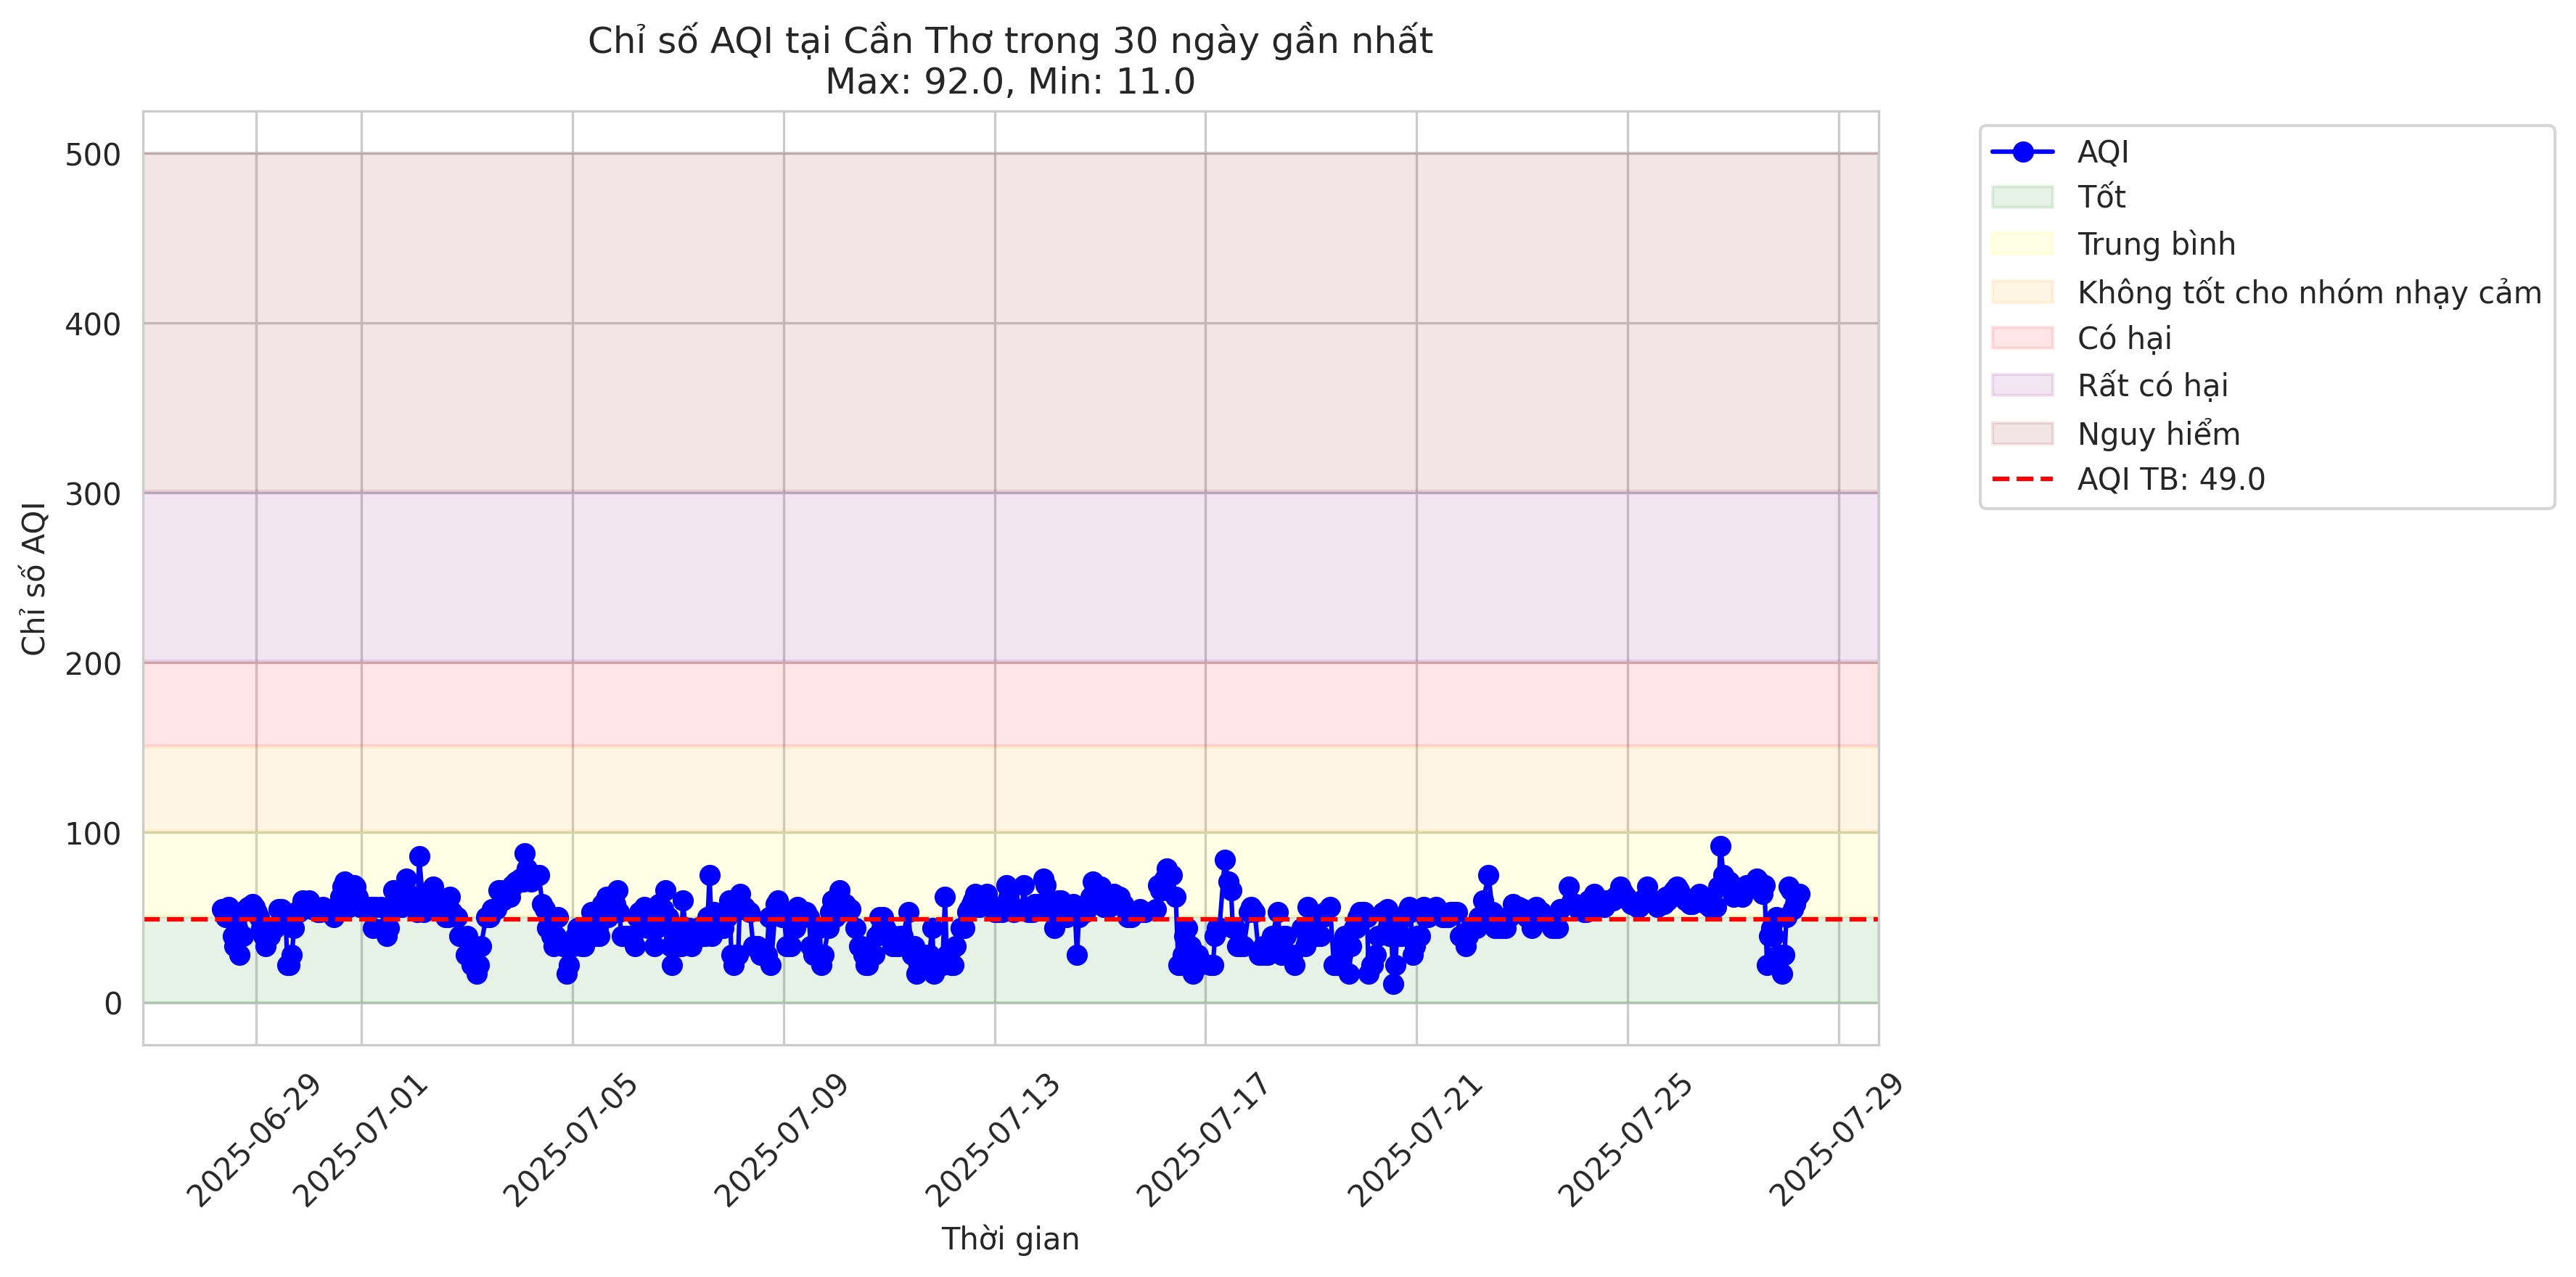 Chỉ số AQI tại Cần Thơ trong 30 ngày gần nhất
Max: 92.0, Min: 11.0
Chỉ số AQI
500
400
300
200
100
0
2025-06-29
2025-07-01
2025-07-05
2025-07-09
2025-07-13
2025-07-17
2025-07-21
2025-07-25
2025-07-29
Thời gian
AQI
Tốt
Trung bình
Không tốt cho nhóm nhạy cảm
Có hại
Rất có hại
Nguy hiểm
AQI TB: 49.0